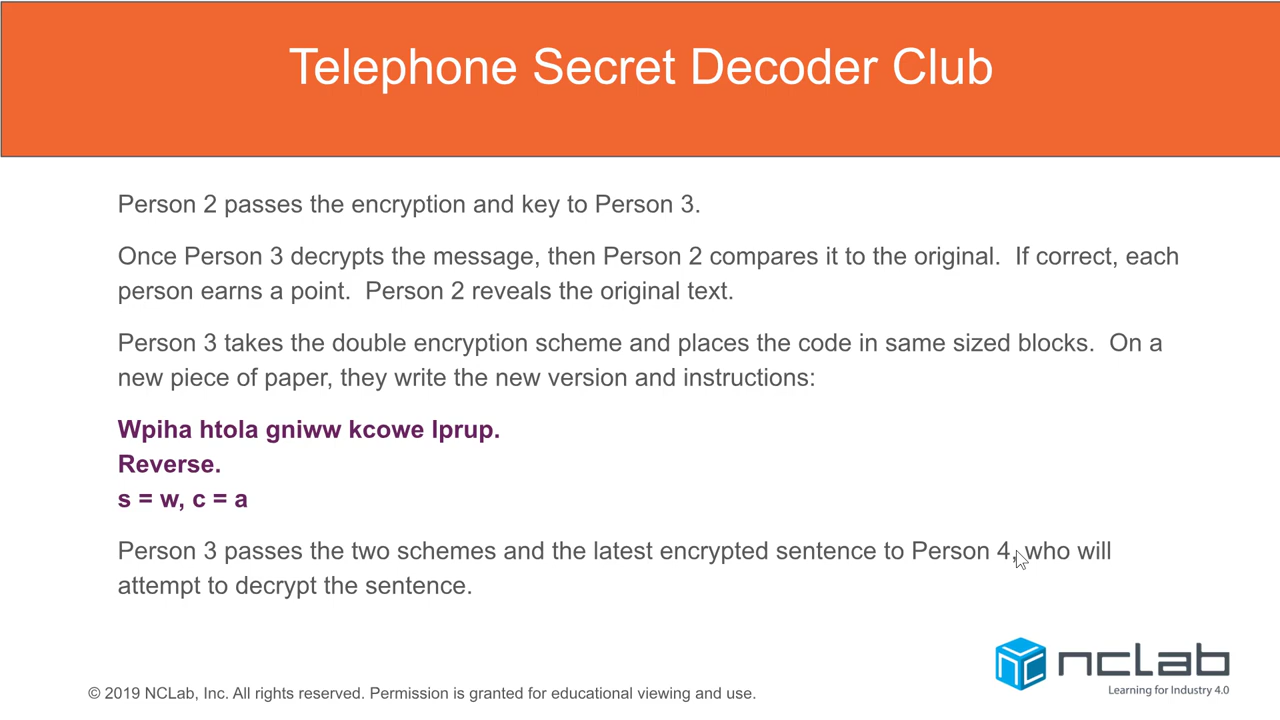 Telephone Secret Decoder Club
Person 2 passes the encryption and key to Person 3.
Once Person 3 decrypts the message, then Person 2 compares it to the original.  If correct, each
person earns a point.  Person 2 reveals the original text.
Person 3 takes the double encryption scheme and places the code in same sized blocks.  On a
new piece of paper, they write the new version and instructions:
Wpiha htola gniww kcowe lprup.
Reverse.
s = w, c = a
Person 3 passes the two schemes and the latest encrypted sentence to Person 4, who will
attempt to decrypt the sentence.
nclab
Learning for Industry 4.0
© 2019 NCLab, Inc. All rights reserved. Permission is granted for educational viewing and use.